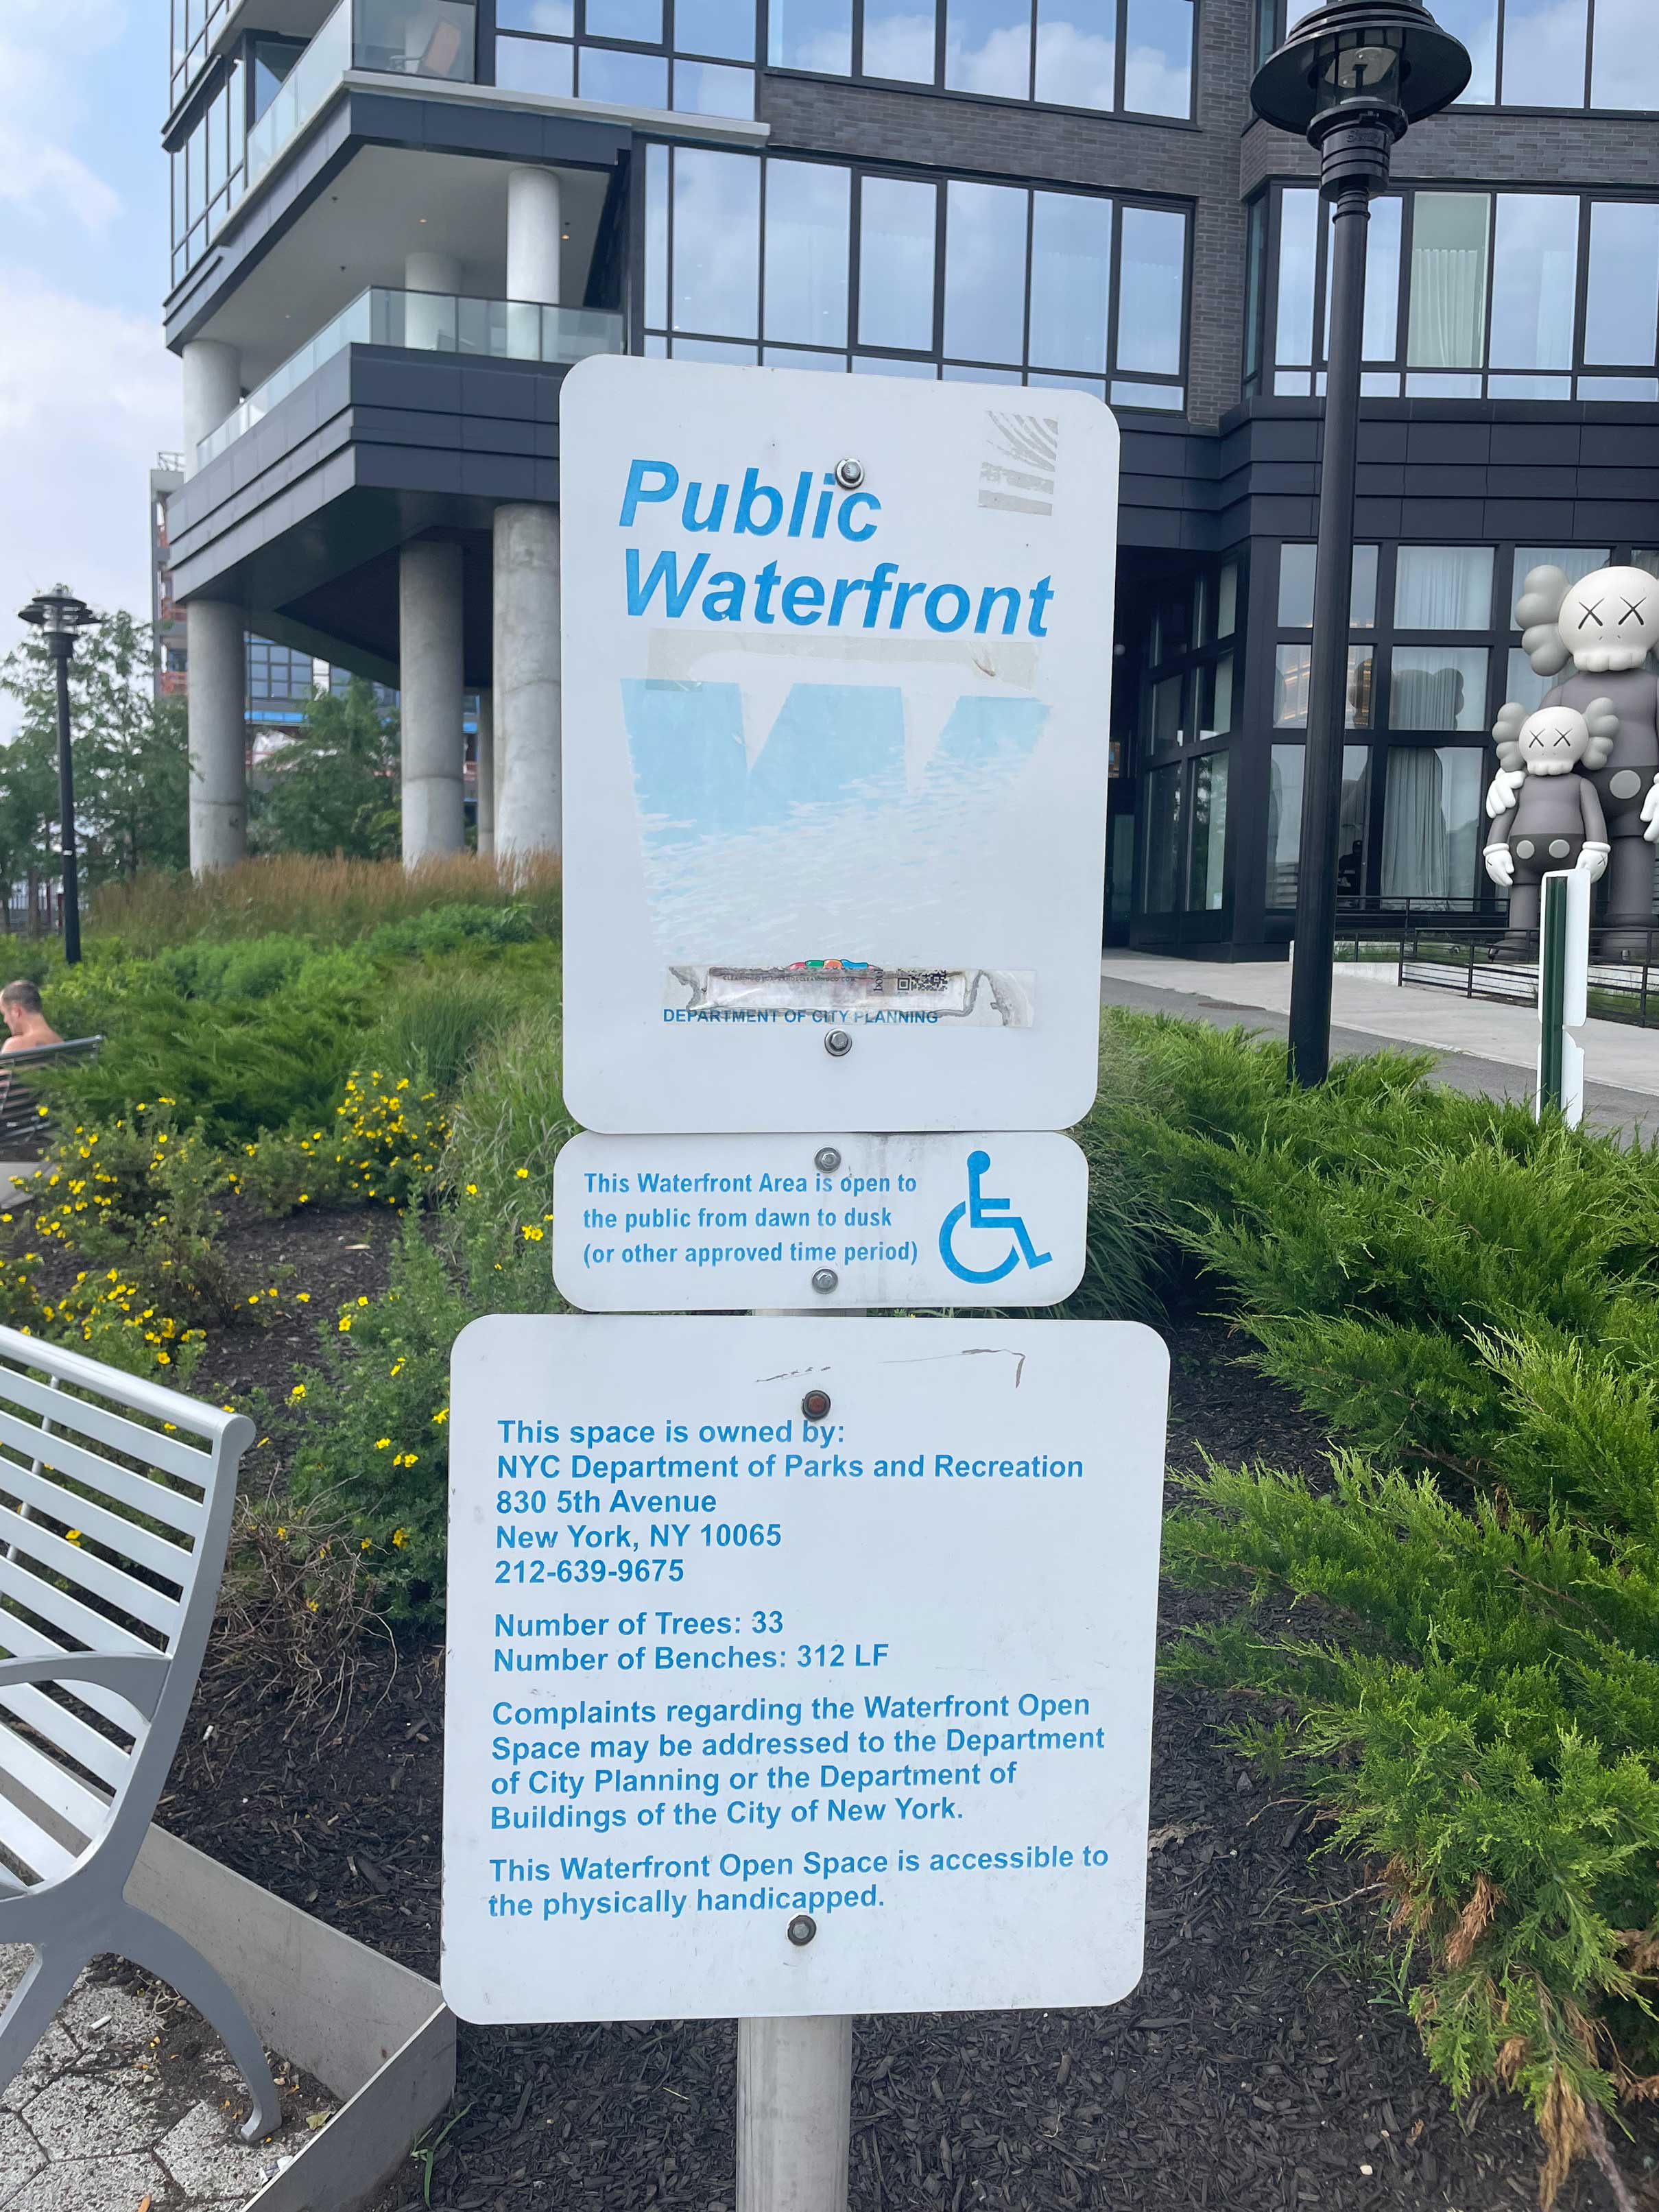 Public
Waterfront
DEPARTMENT OF CITY PLANNING
This Waterfront Area is open to
the public from dawn to dusk
(or other approved time period)
This space is owned by:
NYC Department of Parks and Recreation
830 5th Avenue
New York, NY 10065
212-639-9675
Number of Trees: 33
Number of Benches: 312 LF
Complaints regarding the Waterfront Open
Space may be addressed to the Department
of City Planning or the Department of
Buildings of the City of New York.
This Waterfront Open Space is accessible to
the physically handicapped.